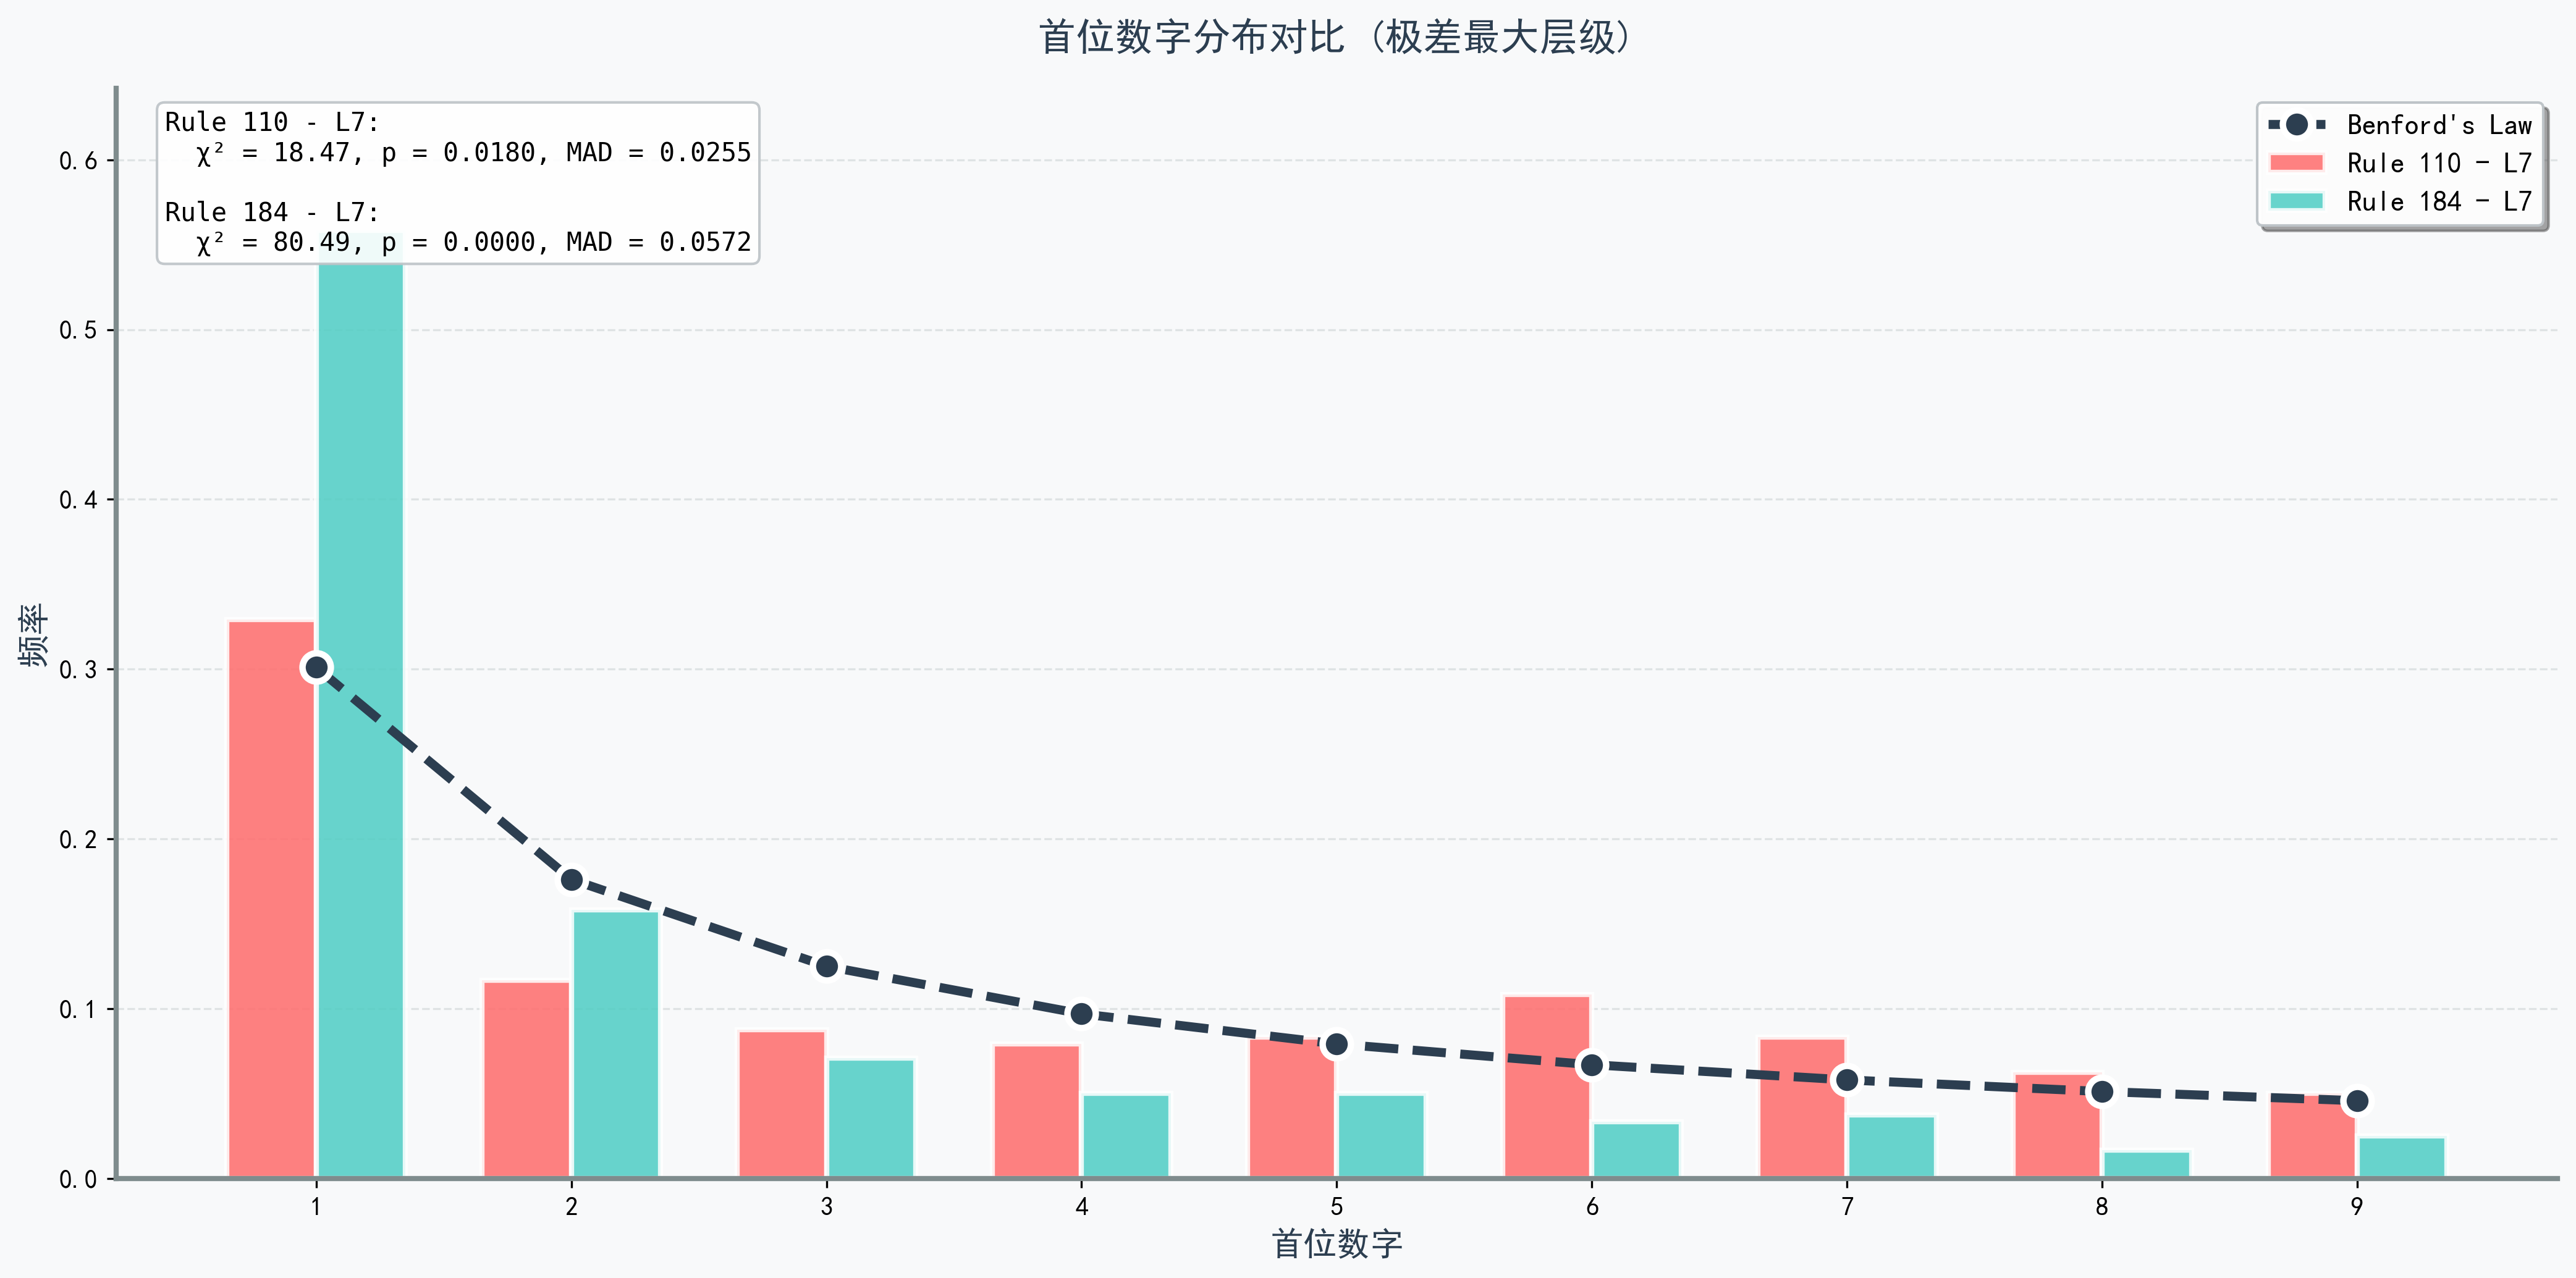 首位数字分布对比 (极差最大层级)
Rule 110 - L7:
χ² = 18.47, p = 0.0180, MAD = 0.0255
Rule 184 - L7:
χ² = 80.49, p = 0.0000, MAD = 0.0572
Benford's Law
Rule 110 - L7
Rule 184 - L7
频率
0.6
0.5
0.4
0.3
0.2
0.1
0.0
1 2 3 4 5 6 7 8 9
首位数字